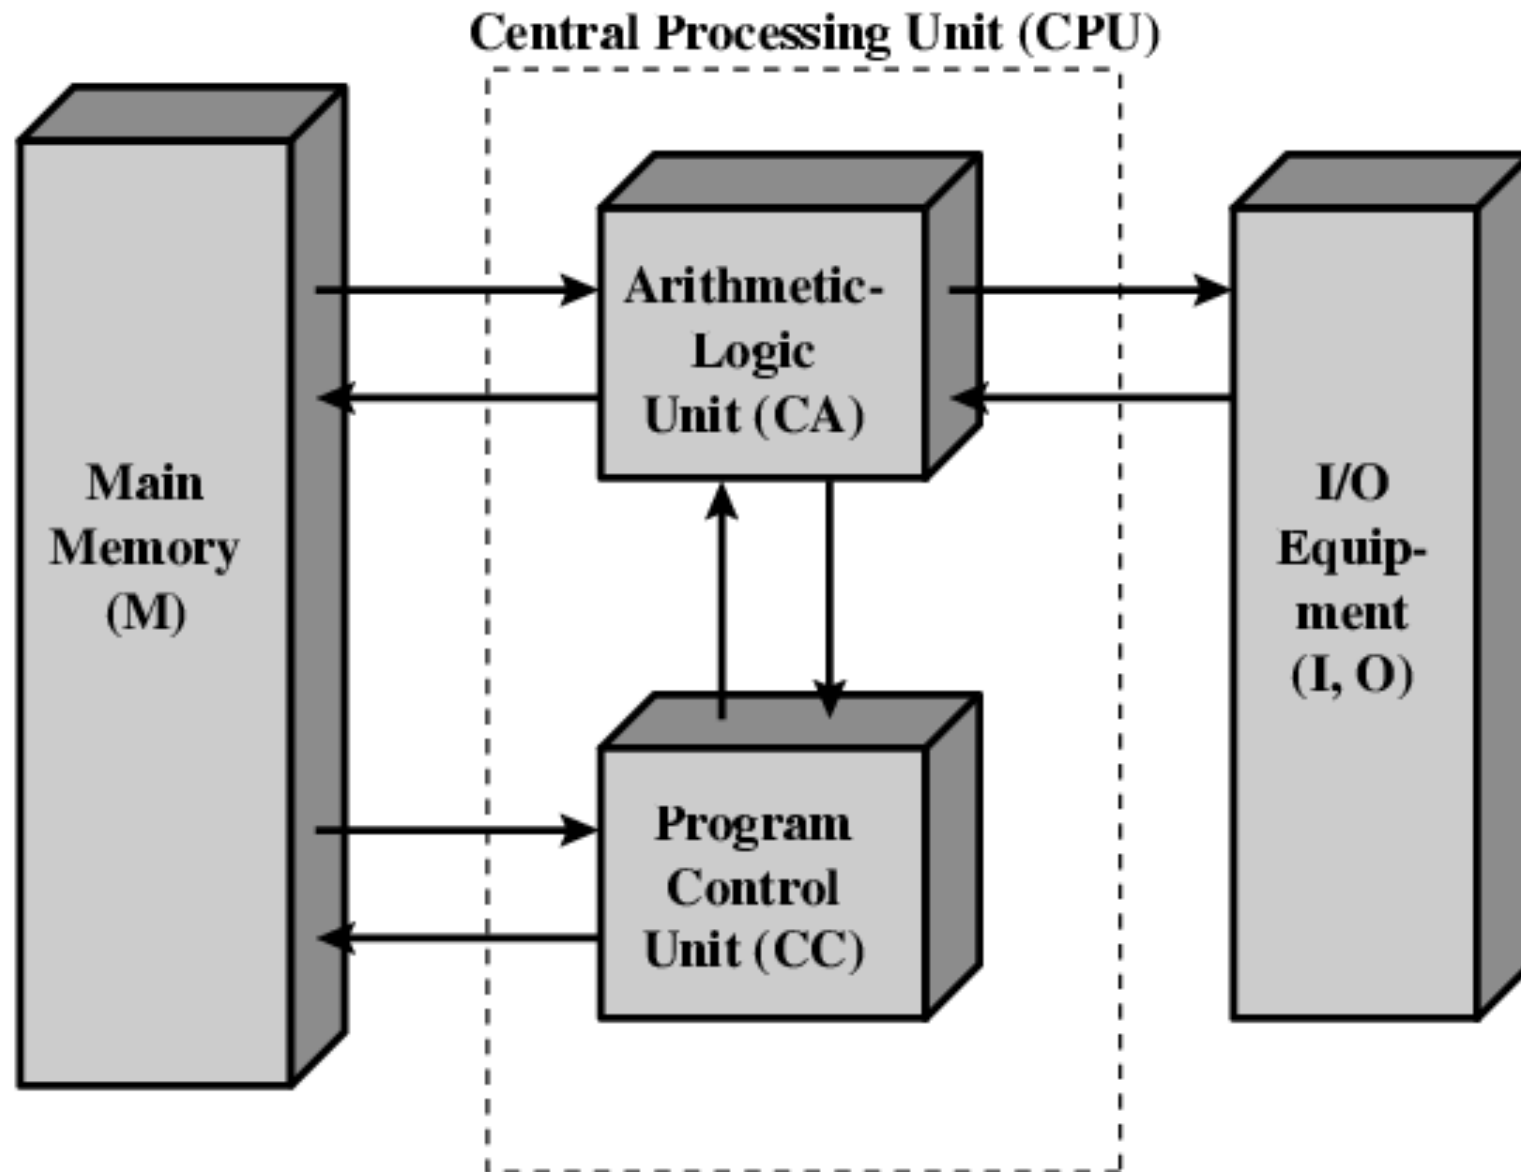 Central Processing Unit (CPU)
Main
Memory
(M)
Arithmetic-
Logic
Unit (CA)
Program
Control
Unit (CC)
I/O
Equip-
ment
(I, O)